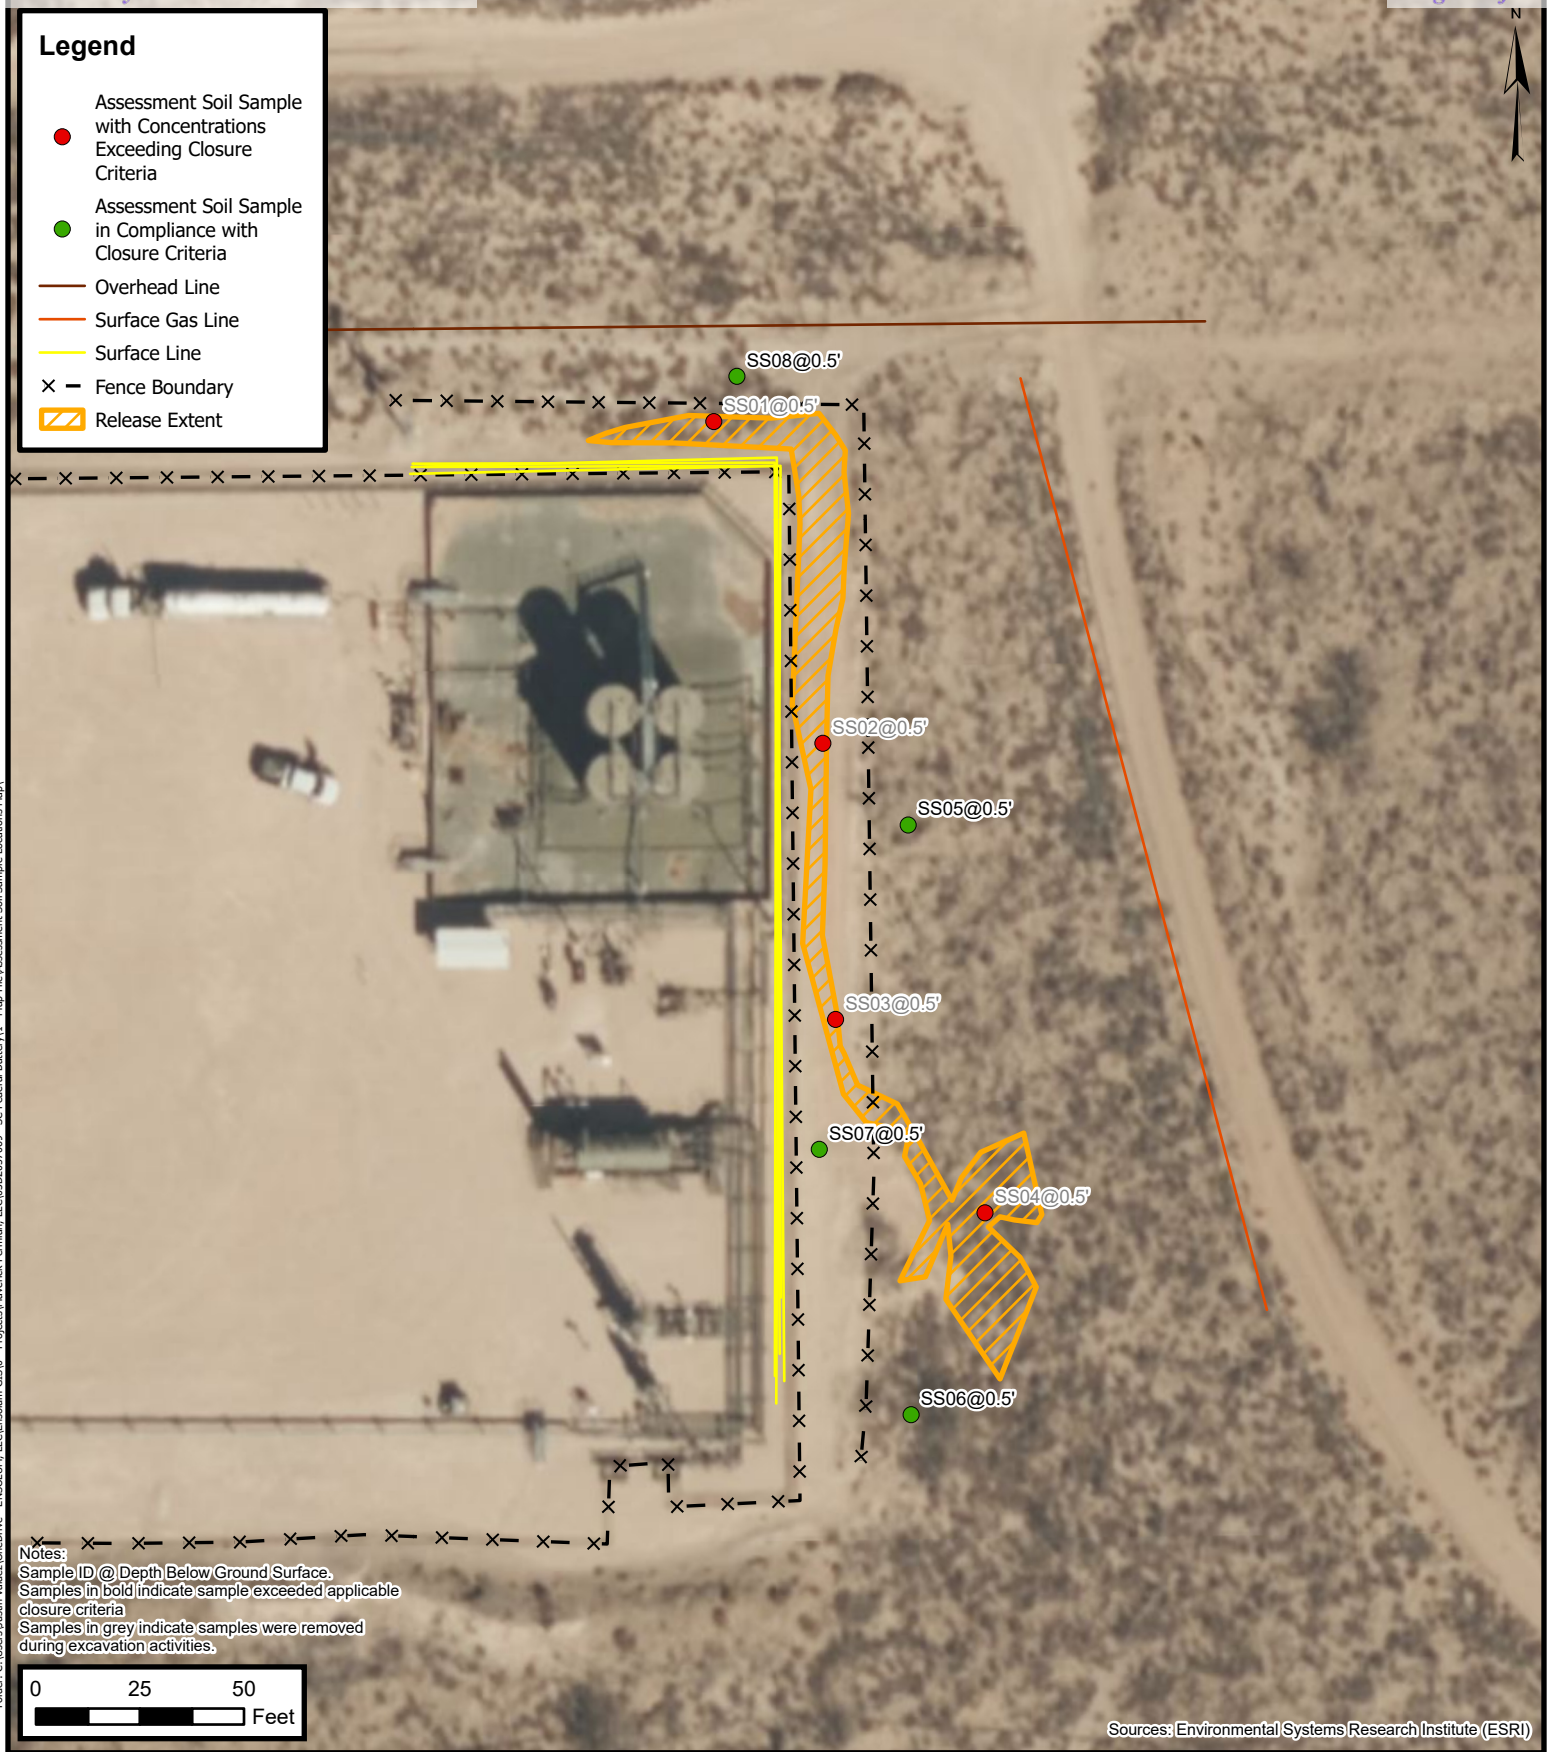 N
Legend
Assessment Soil Sample
with Concentrations
Exceeding Closure
Criteria
Assessment Soil Sample
in Compliance with
Closure Criteria
Overhead Line
Surface Gas Line
Surface Line
Fence Boundary
Release Extent
SS08@0.5'
SS01@0.5'
SS02@0.5'
SS05@0.5'
SS03@0.5'
SS07@0.5'
SS04@0.5'
SS06@0.5'
Notes:
Sample ID @ Depth Below Ground Surface.
Samples in bold indicate sample exceeded applicable
closure criteria
Samples in grey indicate samples were removed
during excavation activities.
0 25 50
Feet
Sources: Environmental Systems Research Institute (ESRI)